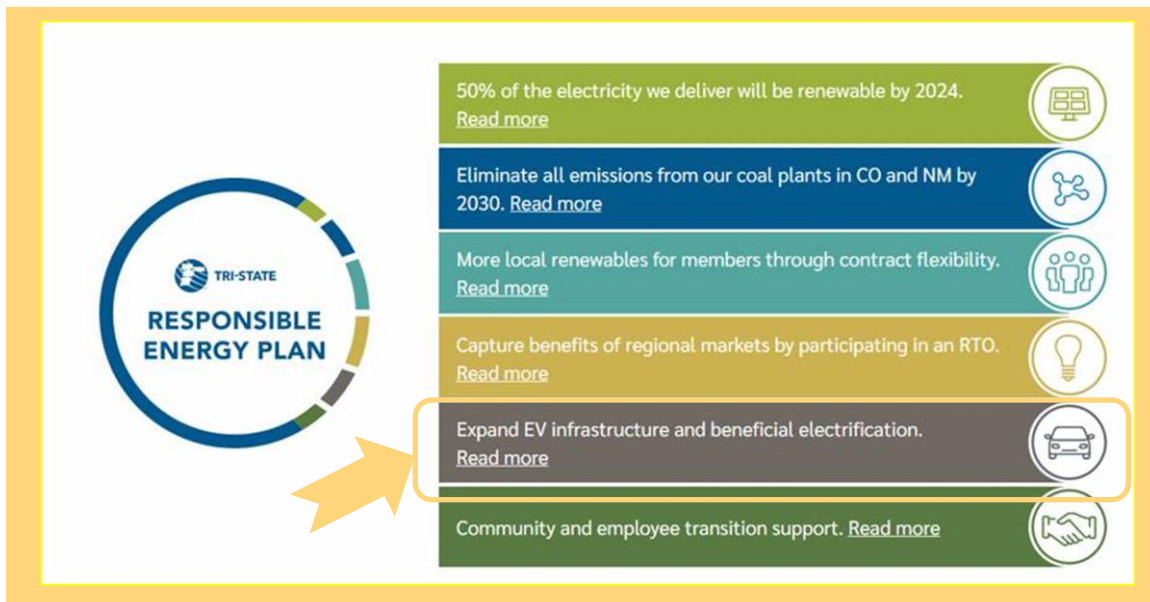 TRI-STATE
RESPONSIBLE
ENERGY PLAN
50% of the electricity we deliver will be renewable by 2024.
Read more
Eliminate all emissions from our coal plants in CO and NM by
2030. Read more
More local renewables for members through contract flexibility.
Read more
Capture benefits of regional markets by participating in an RTO.
Read more
Expand EV infrastructure and beneficial electrification.
Read more
Community and employee transition support. Read more